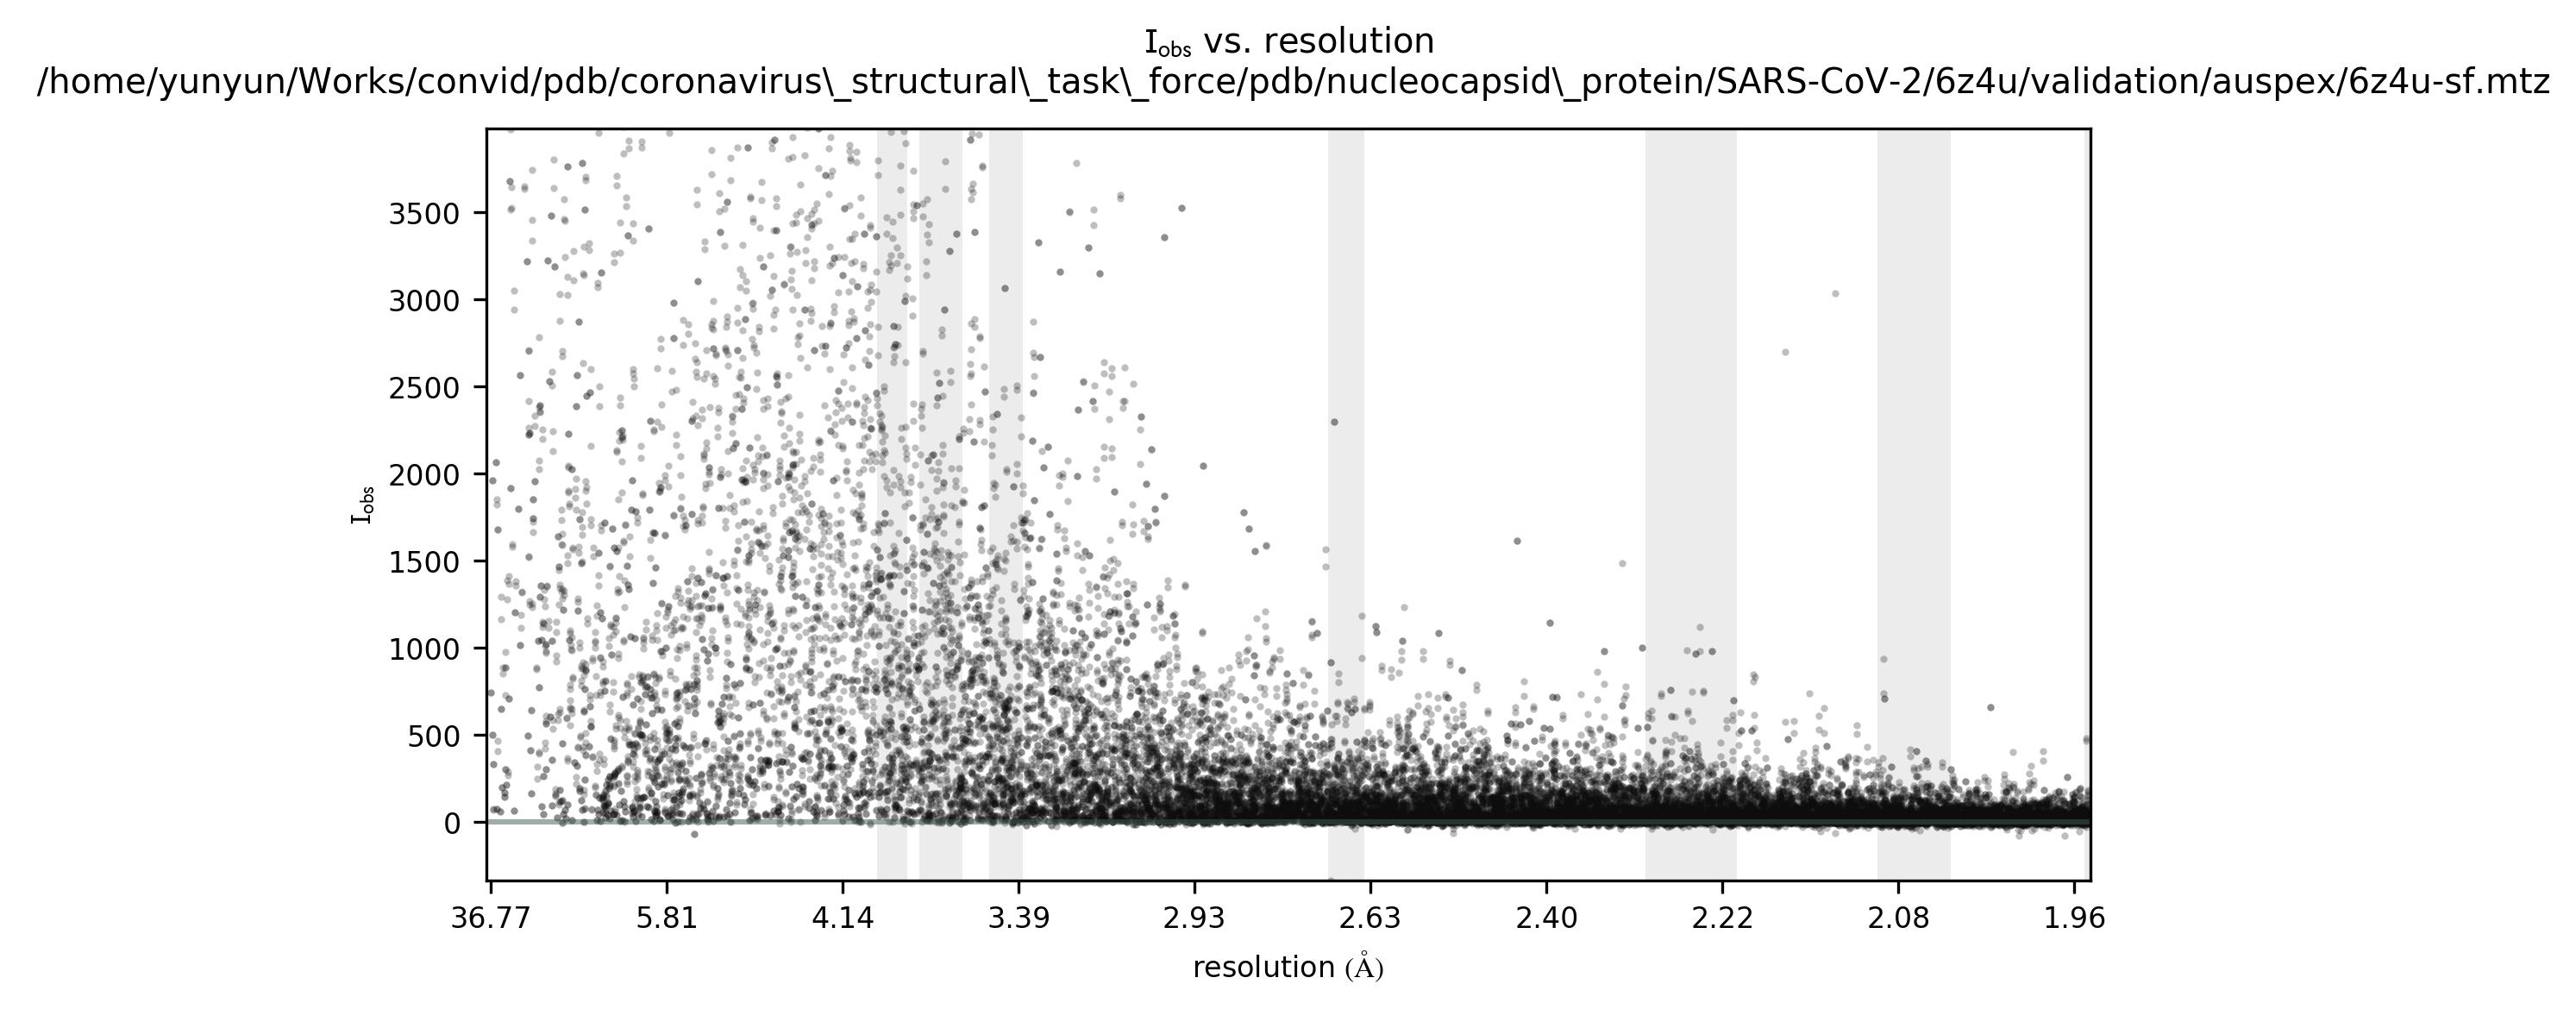 I_obs vs. resolution
/home/yunyun/Works/convid/pdb/coronavirus\_structural\_task\_force/pdb/nucleocapsid\_protein/SARS-CoV-2/6z4u/validation/auspex/6z4u-sf.mtz
I_obs
3500
3000
2500
2000
1500
1000
500
0
36.77 5.81 4.14 3.39 2.93 2.63 2.40 2.22 2.08 1.96
resolution (Å)